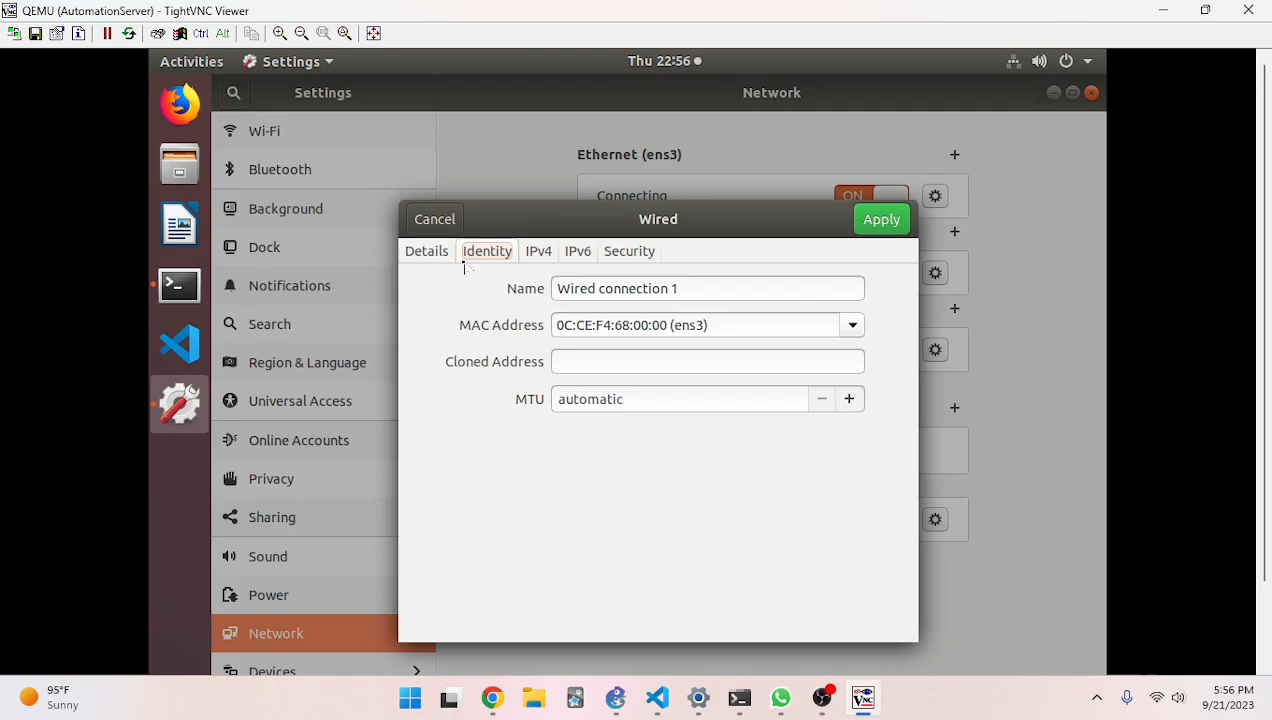 QEMU (AutomationServer) - TightVNC Viewer
Ctrl Alt
Activities
Settings
Thu 22:56
Settings
Network
Wi-Fi
Bluetooth
Background
Dock
Notifications
Search
Region & Language
Universal Access
Online Accounts
Privacy
Sharing
Sound
Power
Network
Devices
Ethernet (ens3)
Connecting
ON
Cancel
Wired
Apply
Details
Identity
IPv4
IPv6
Security
Name
Wired connection 1
MAC Address
0C:CE:F4:68:00:00 (ens3)
Cloned Address
MTU
automatic
95°F
Sunny
5:56 PM
9/21/2023